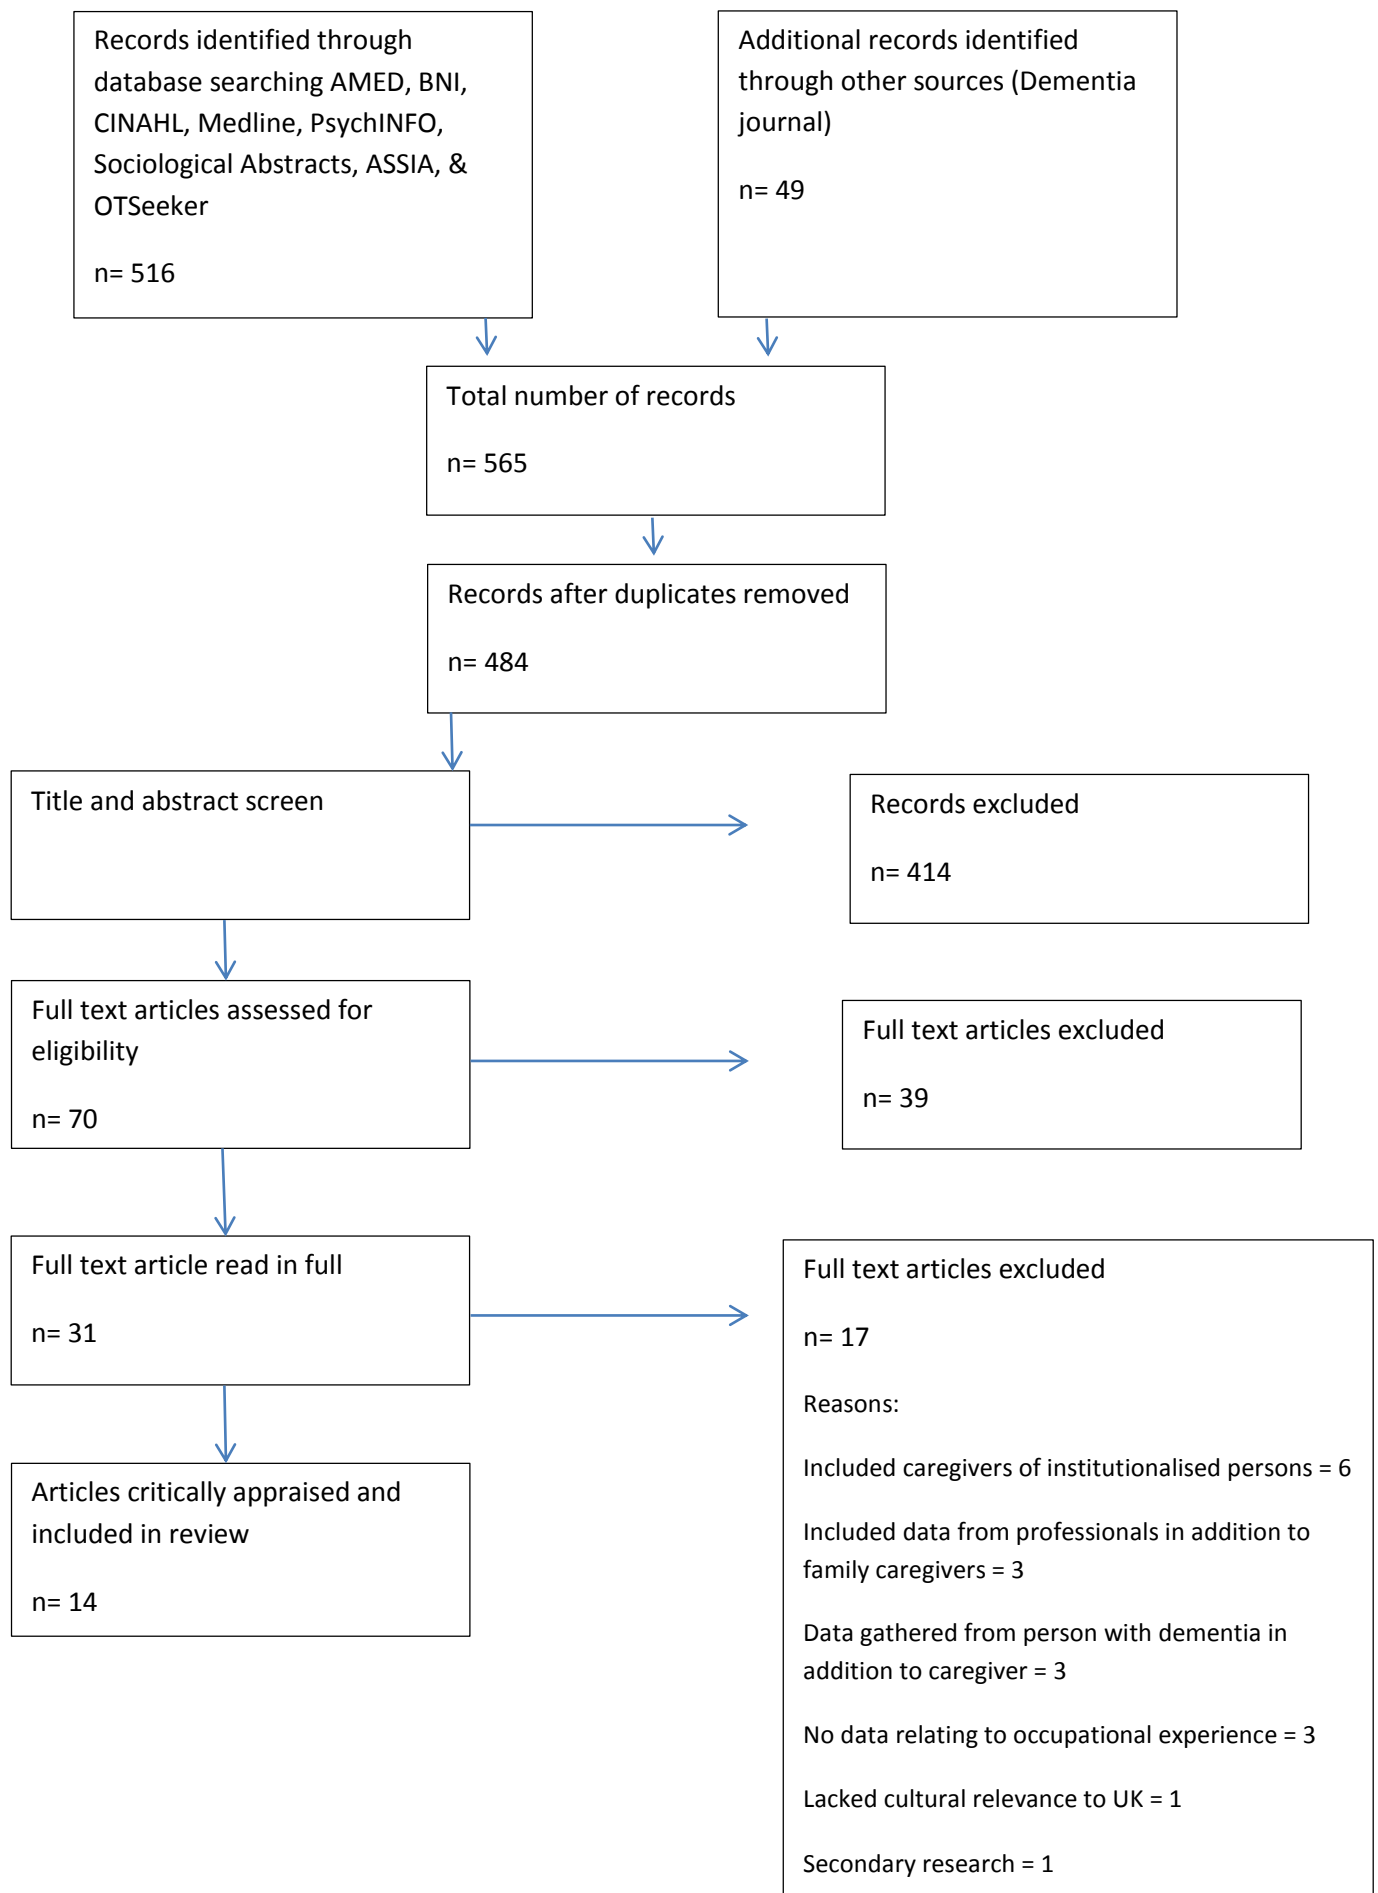 Records identified through
database searching AMED, BNI,
CINAHL, Medline, PsychINFO,
Sociological Abstracts, ASSIA, &
OTSeeker
n= 516
Additional records identified
through other sources (Dementia
journal)
n= 49
Total number of records
n= 565
Records after duplicates removed
n= 484
Title and abstract screen
Records excluded
n= 414
Full text articles assessed for
eligibility
n= 70
Full text articles excluded
n= 39
Full text article read in full
n= 31
Full text articles excluded
n= 17
Reasons:
Included caregivers of institutionalised persons = 6
Included data from professionals in addition to
family caregivers = 3
Data gathered from person with dementia in
addition to caregiver = 3
No data relating to occupational experience = 3
Lacked cultural relevance to UK = 1
Secondary research = 1
Articles critically appraised and
included in review
n= 14